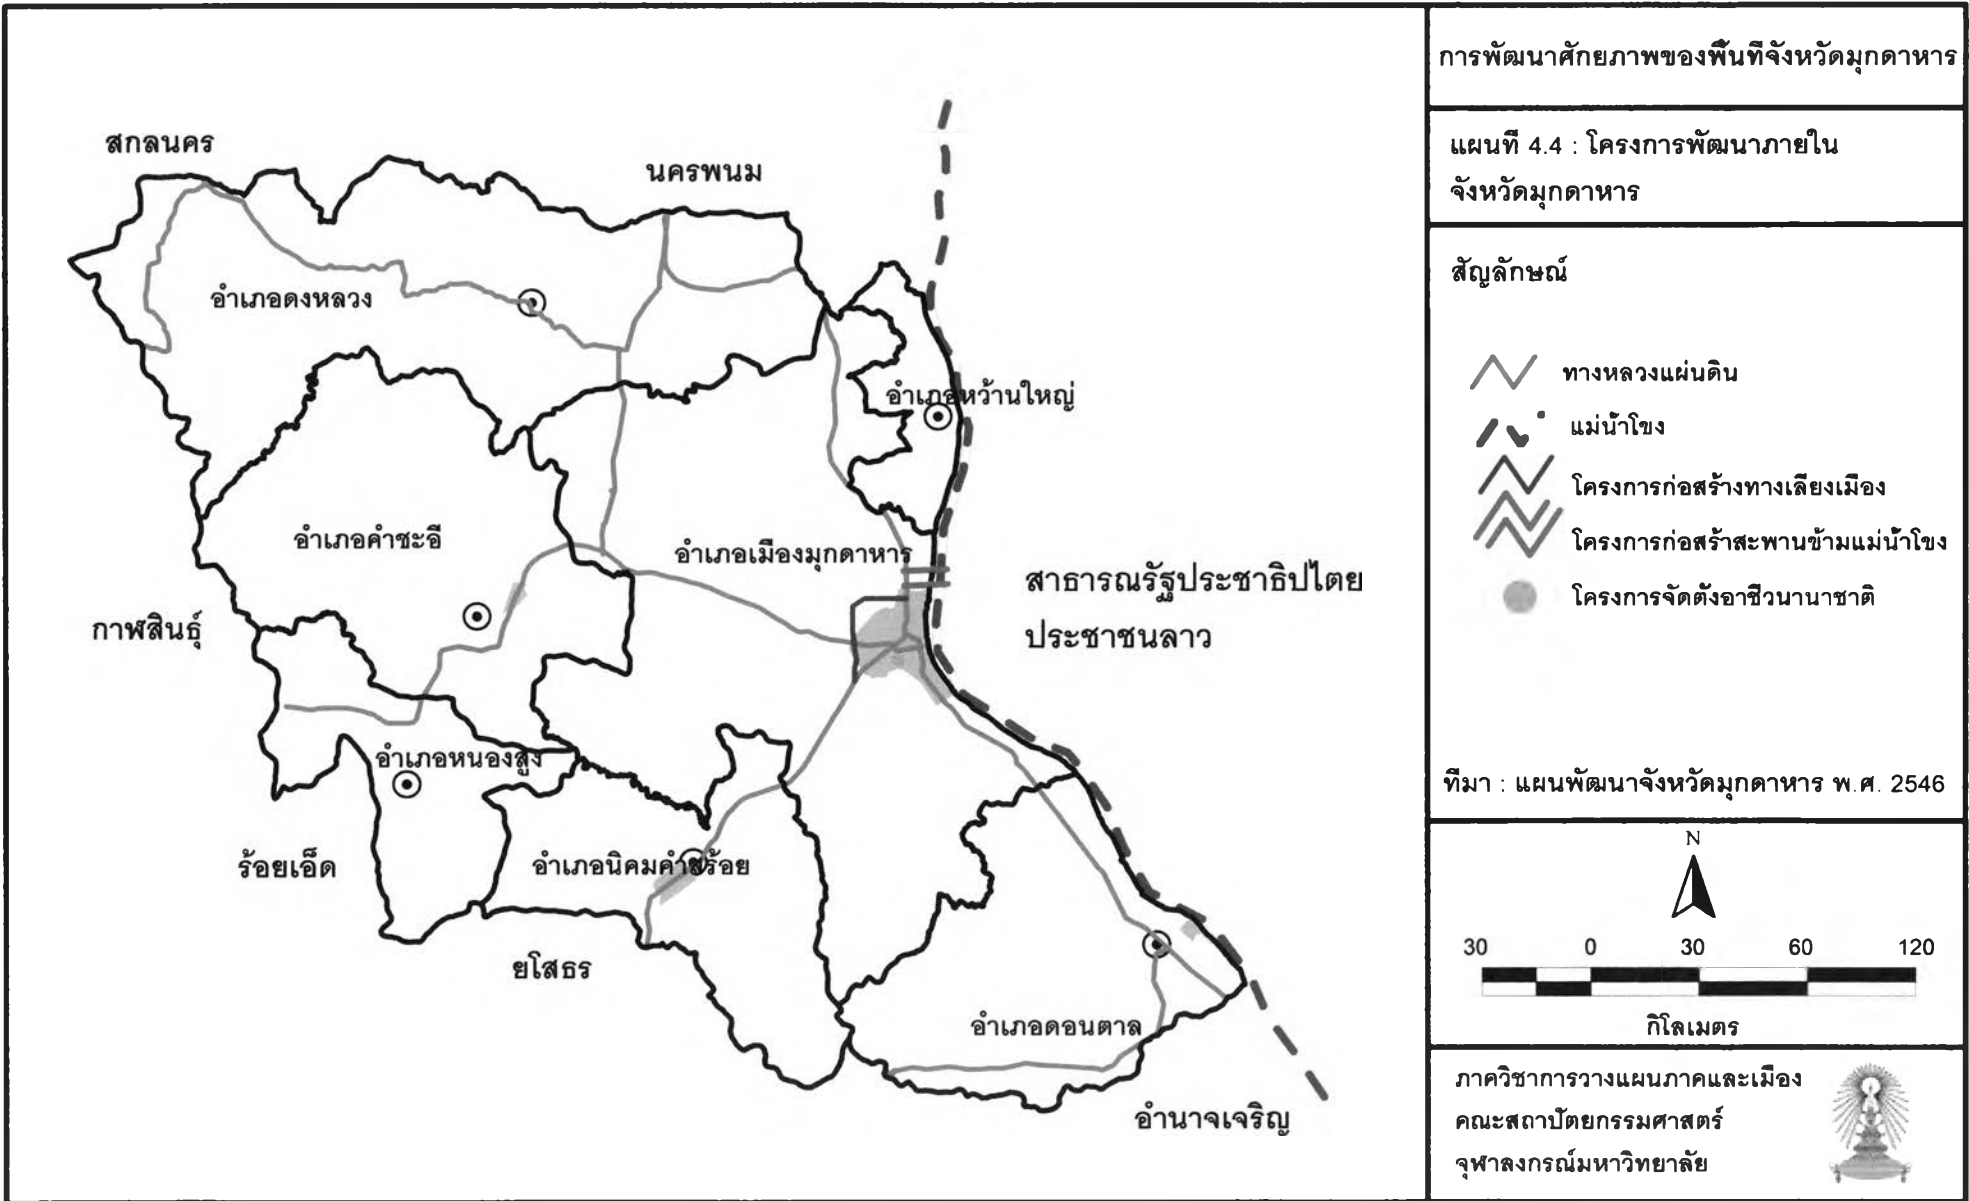 การพัฒนาศักยภาพของพื้นที่จังหวัดมุกดาหาร
แผนที่ 4.4 : โครงการพัฒนาภายใน
จังหวัดมุกดาหาร
สัญลักษณ์
ทางหลวงแผ่นดิน
แม่น้ำโขง
โครงการก่อสร้างทางเลี่ยงเมือง
โครงการก่อสร้าสะพานข้ามแม่น้ำโขง
โครงการจัดตั้งอาชีวนานาชาติ
ที่มา : แผนพัฒนาจังหวัดมุกดาหาร พ.ศ. 2546
N
30 0 30 60 120
กิโลเมตร
ภาควิชาการวางแผนภาคและเมือง
คณะสถาปัตยกรรมศาสตร์
จุฬาลงกรณ์มหาวิทยาลัย
สกลนคร
นครพนม
อำเภอดงหลวง
อำเภอหว้านใหญ่
อำเภอคำชะอี
อำเภอเมืองมุกดาหาร
สาธารณรัฐประชาธิปไตย
ประชาชนลาว
กาฬสินธุ์
อำเภอหนองสูง
ร้อยเอ็ด
อำเภอนิคมคำสร้อย
ยโสธร
อำเภอดอนตาล
อำนาจเจริญ